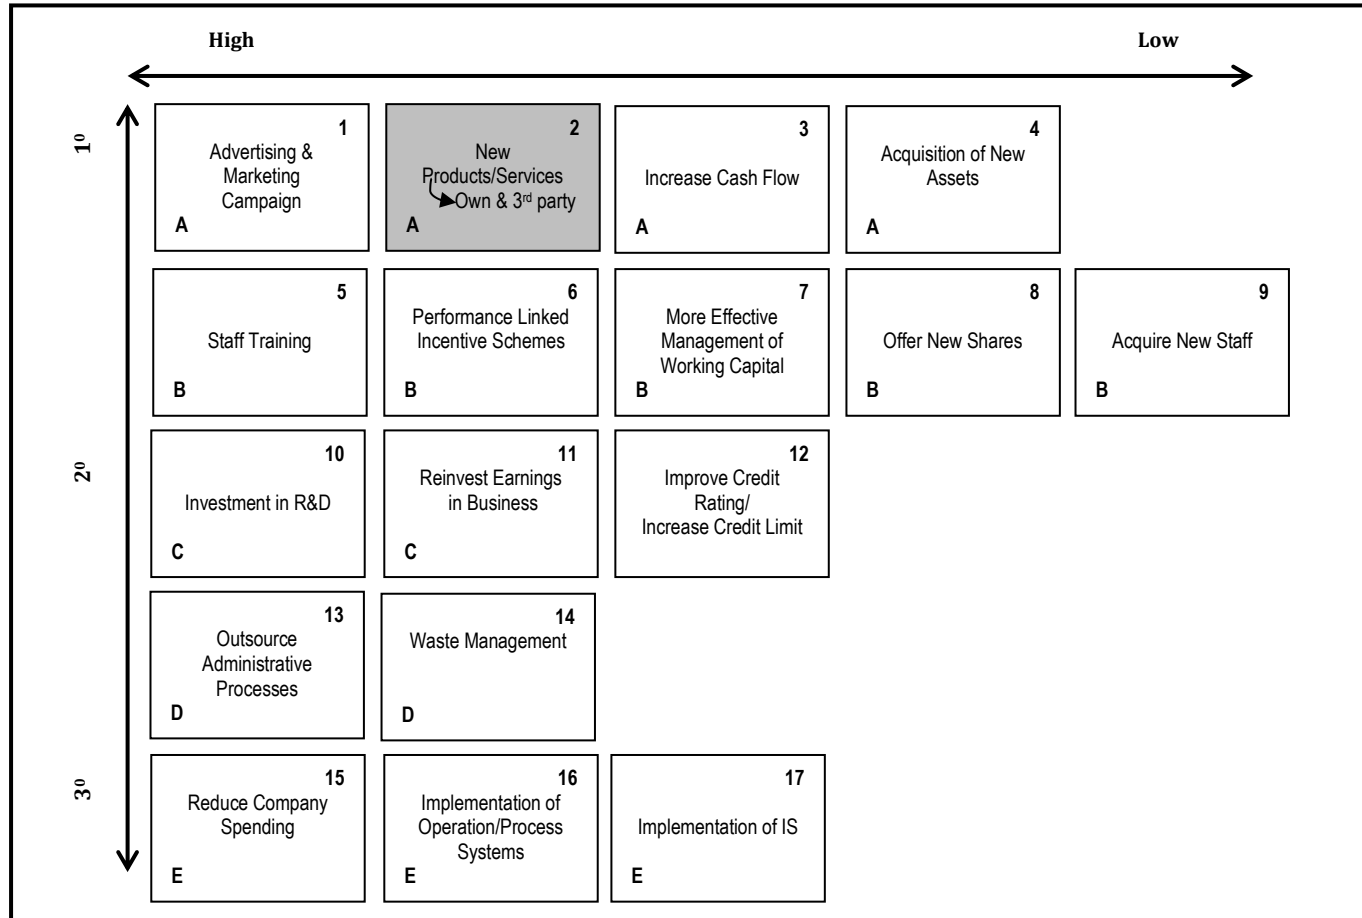 High
Low
1⁰
1
Advertising &
Marketing
Campaign
A
2
New
Products/Services
Own & 3rd party
A
3
Increase Cash Flow
A
4
Acquisition of New
Assets
A
5
Staff Training
B
6
Performance Linked
Incentive Schemes
B
7
More Effective
Management of
Working Capital
B
8
Offer New Shares
B
9
Acquire New Staff
B
2⁰
10
Investment in R&D
C
11
Reinvest Earnings
in Business
C
12
Improve Credit
Rating/
Increase Credit Limit
13
Outsource
Administrative
Processes
D
14
Waste Management
D
3⁰
15
Reduce Company
Spending
E
16
Implementation of
Operation/Process
Systems
E
17
Implementation of IS
E